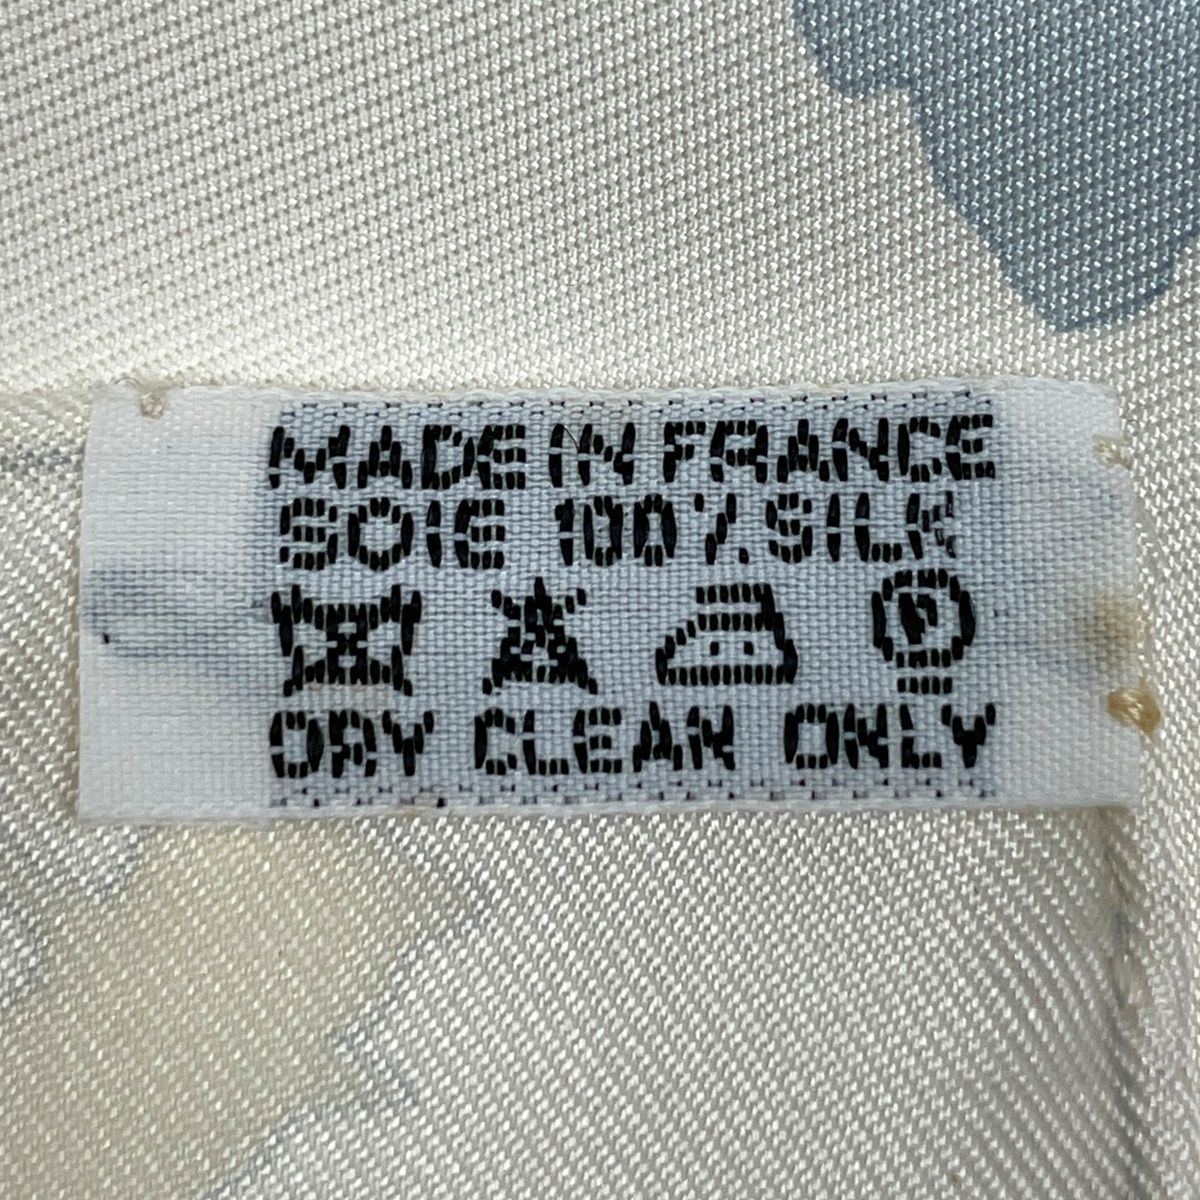 MADE IN FRANCE
SOIE 100% SILK
P
DRY CLEAN ONLY